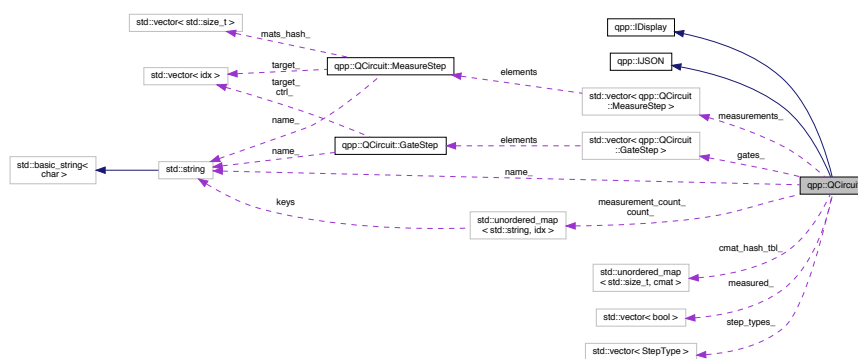 std::vector< std::size_t >
mats_hash_
qpp::IDisplay
qpp::IJSON
std::vector< idx >
target_
qpp::QCircuit::MeasureStep
elements
target_
ctrl_
std::vector< qpp::QCircuit
::MeasureStep >
measurements_
name_
qpp::QCircuit::GateStep
elements
std::vector< qpp::QCircuit
::GateStep >
gates_
name_
std::basic_string<
char >
std::string
name_
qpp::QCircuit
keys
std::unordered_map
< std::string, idx >
measurement_count_
count_
cmat_hash_tbl_
std::unordered_map
< std::size_t, cmat >
measured_
std::vector< bool >
step_types_
std::vector< StepType >